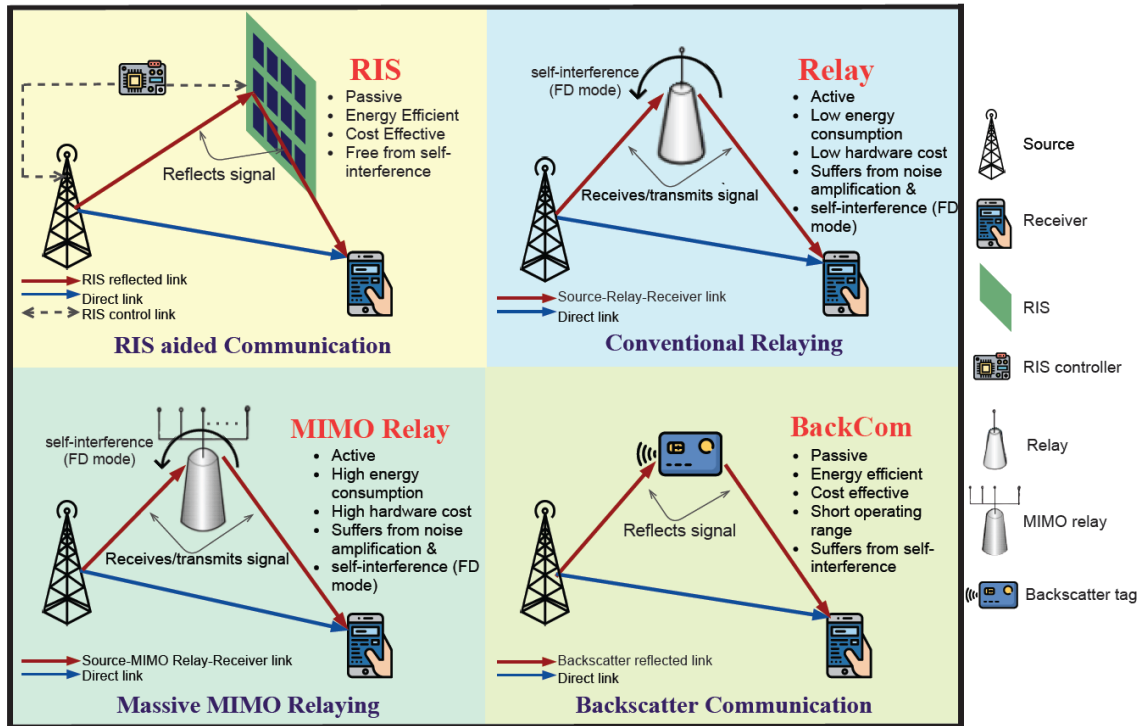 RIS
• Passive
• Energy Efficient
• Cost Effective
• Free from self-
interference
Reflects signal
RIS reflected link
Direct link
RIS control link
RIS aided Communication
self-interference
(FD mode)
Relay
• Active
• Low energy
consumption
• Low hardware cost
• Suffers from noise
amplification &
• self-interference (FD
mode)
Receives/transmits signal
Source-Relay-Receiver link
Direct link
Conventional Relaying
self-interference
(FD mode)
MIMO Relay
• Active
• High energy
consumption
• High hardware cost
• Suffers from noise
amplification &
• self-interference (FD
mode)
Receives/transmits signal
Source-MIMO Relay-Receiver link
Direct link
Massive MIMO Relaying
BackCom
• Passive
• Energy efficient
• Cost effective
• Short operating
range
• Suffers from self-
interference
Reflects signal
Backscatter reflected link
Direct link
Backscatter Communication
Source
Receiver
RIS
RIS controller
Relay
MIMO relay
Backscatter tag